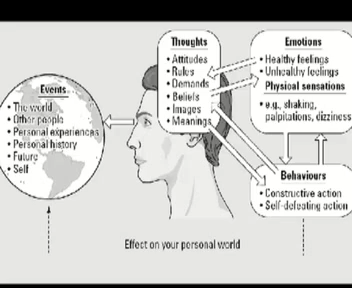 Thoughts
• Attitudes
• Rules
• Demands
• Beliefs
• Images
• Meanings
Emotions
• Healthy feelings
• Unhealthy feelings
Physical sensations
• e.g., shaking,
palpitations, dizziness
Events
• The world
• Other people
• Personal experiences
• Personal history
• Future
• Self
Behaviours
• Constructive action
• Self-defeating action
Effect on your personal world